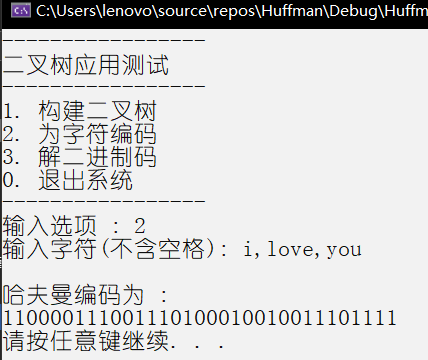 C:\Users\lenovo\source\repos\Huffman\Debug\Huffm
------------------
二叉树应用测试
------------------
1. 构建二叉树
2. 为字符编码
3. 解二进制码
0. 退出系统
------------------
输入选项 : 2
输入字符(不含空格): i,love,you
哈夫曼编码为 :
11000011100111010001001001110​1111
请按任意键继续. . .